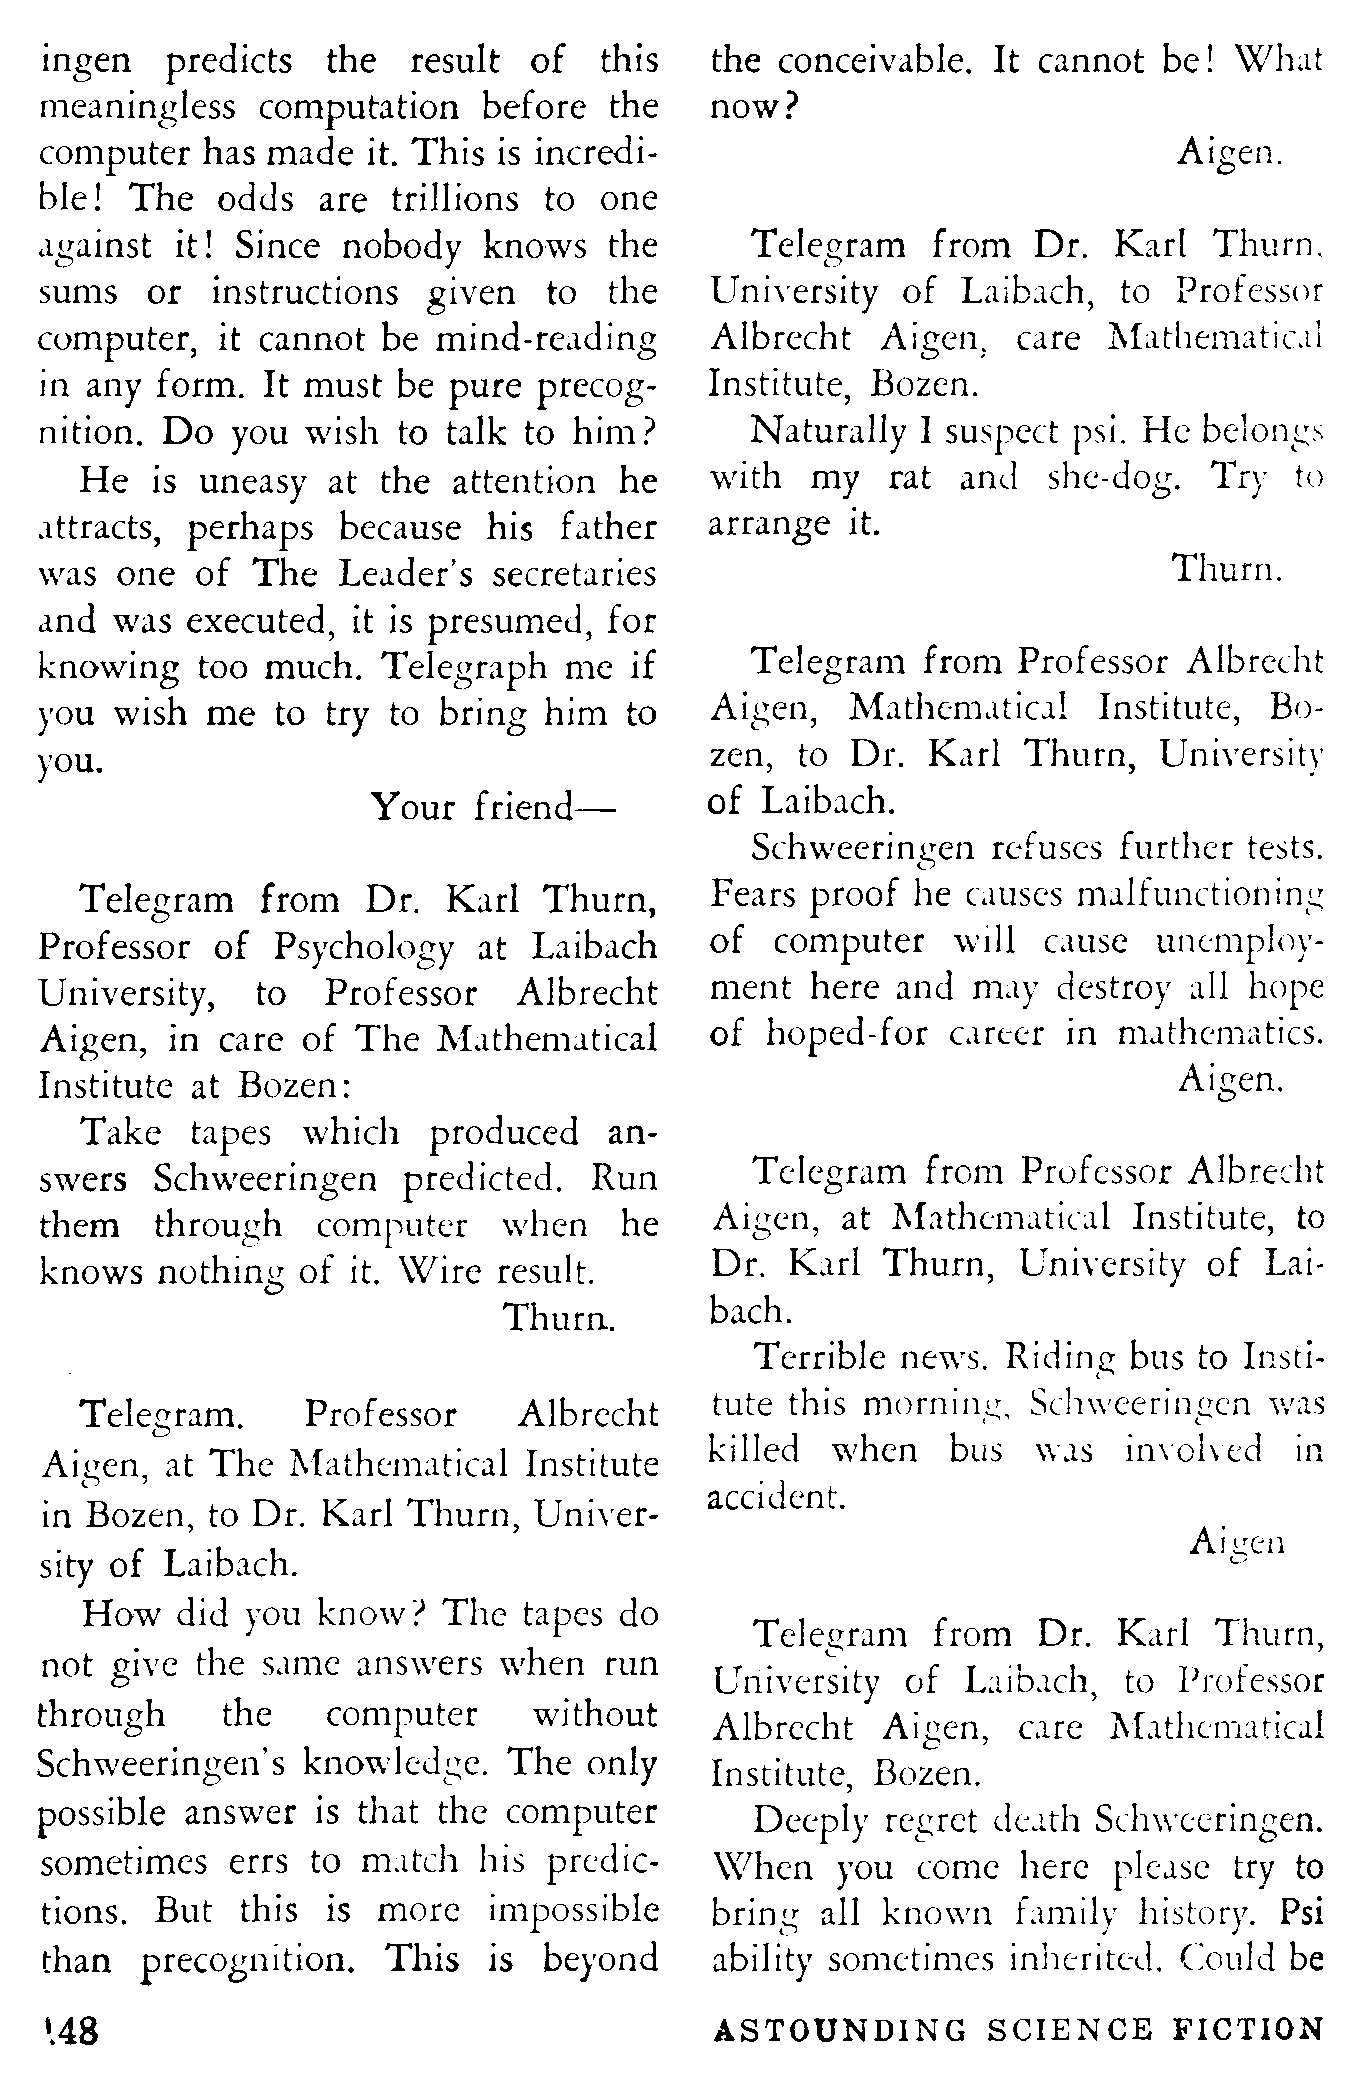 ingen predicts the result of this
meaningless computation before the
computer has made it. This is incredi-
ble! The odds are trillions to one
against it! Since nobody knows the
sums or instructions given to the
computer, it cannot be mind-reading
in any form. It must be pure precog-
nition. Do you wish to talk to him?
He is uneasy at the attention he
attracts, perhaps because his father
was one of The Leader's secretaries
and was executed, it is presumed, for
knowing too much. Telegraph me if
you wish me to try to bring him to
you.
Your friend—
Telegram from Dr. Karl Thurn,
Professor of Psychology at Laibach
University, to Professor Albrecht
Aigen, in care of The Mathematical
Institute at Bozen:
Take tapes which produced an-
swers Schweeringen predicted. Run
them through computer when he
knows nothing of it. Wire result.
Thurn.
Telegram. Professor Albrecht
Aigen, at The Mathematical Institute
in Bozen, to Dr. Karl Thurn, Univer-
sity of Laibach.
How did you know? The tapes do
not give the same answers when run
through the computer without
Schweeringen's knowledge. The only
possible answer is that the computer
sometimes errs to match his predic-
tions. But this is more impossible
than precognition. This is beyond
the conceivable. It cannot be! What
now?
Aigen.
Telegram from Dr. Karl Thurn.
University of Laibach, to Professor
Albrecht Aigen, care Mathematical
Institute, Bozen.
Naturally I suspect psi. He belongs
with my rat and she-dog. Try to
arrange it.
Thurn.
Telegram from Professor Albrecht
Aigen, Mathematical Institute, Bo-
zen, to Dr. Karl Thurn, University
of Laibach.
Schweeringen refuses further tests.
Fears proof he causes malfunctioning
of computer will cause unemploy-
ment here and may destroy all hope
of hoped-for career in mathematics.
Aigen.
Telegram from Professor Albrecht
Aigen, at Mathematical Institute, to
Dr. Karl Thurn, University of Lai-
bach.
Terrible news. Riding bus to Insti-
tute this morning, Schweeringen was
killed when bus was involved in
accident.
Aigen
Telegram from Dr. Karl Thurn,
University of Laibach, to Professor
Albrecht Aigen, care Mathematical
Institute, Bozen.
Deeply regret death Schweeringen.
When you come here please try to
bring all known family history. Psi
ability sometimes inherited. Could be
148
ASTOUNDING SCIENCE FICTION